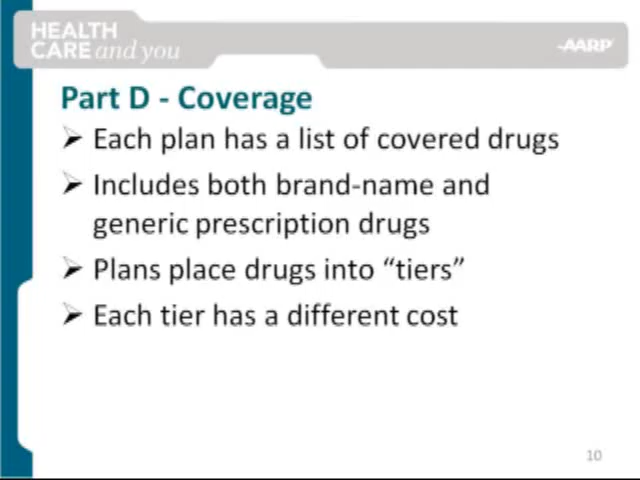 HEALTH
CARE and you
AARP
Part D - Coverage
➢ Each plan has a list of covered drugs
➢ Includes both brand-name and
generic prescription drugs
➢ Plans place drugs into “tiers”
➢ Each tier has a different cost
10